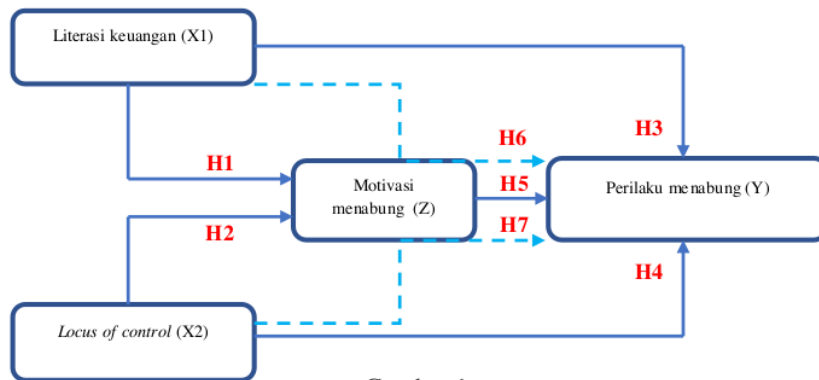 Literasi keuangan (X1)
H3
H6
H1
Motivasi
menabung (Z)
H5
Perilaku menabung (Y)
H2
H7
H4
Locus of control (X2)